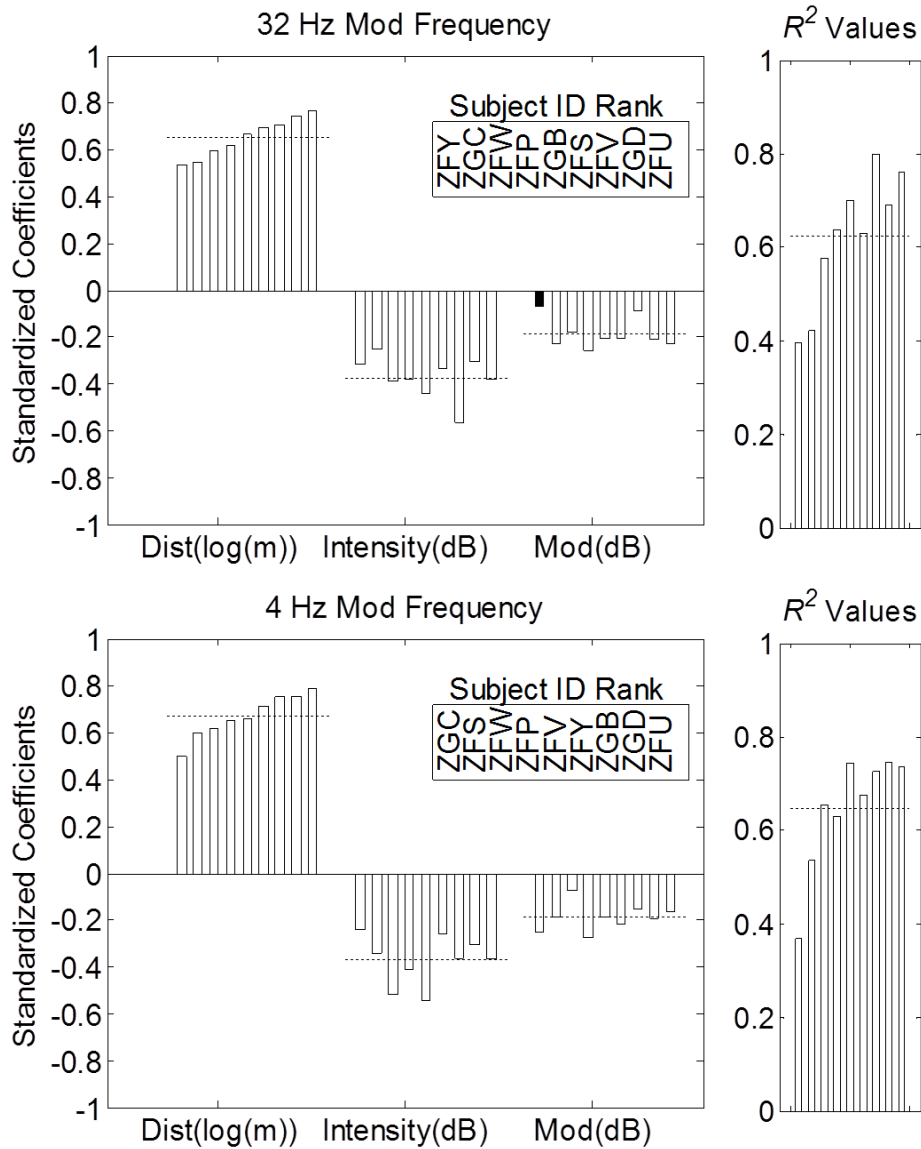 32 Hz Mod Frequency
R² Values
1
0.8
0.6
0.4
0.2
0
-0.2
-0.4
-0.6
-0.8
-1
Standardized Coefficients
Subject ID Rank
ZFY
ZGC
ZFW
ZFP
ZGB
ZFS
ZFV
ZGD
ZFU
Dist(log(m))
Intensity(dB)
Mod(dB)
1
0.8
0.6
0.4
0.2
0
4 Hz Mod Frequency
R² Values
1
0.8
0.6
0.4
0.2
0
-0.2
-0.4
-0.6
-0.8
-1
Standardized Coefficients
Subject ID Rank
ZGC
ZFS
ZFW
ZFP
ZFV
ZFY
ZGB
ZGD
ZFU
Dist(log(m))
Intensity(dB)
Mod(dB)
1
0.8
0.6
0.4
0.2
0